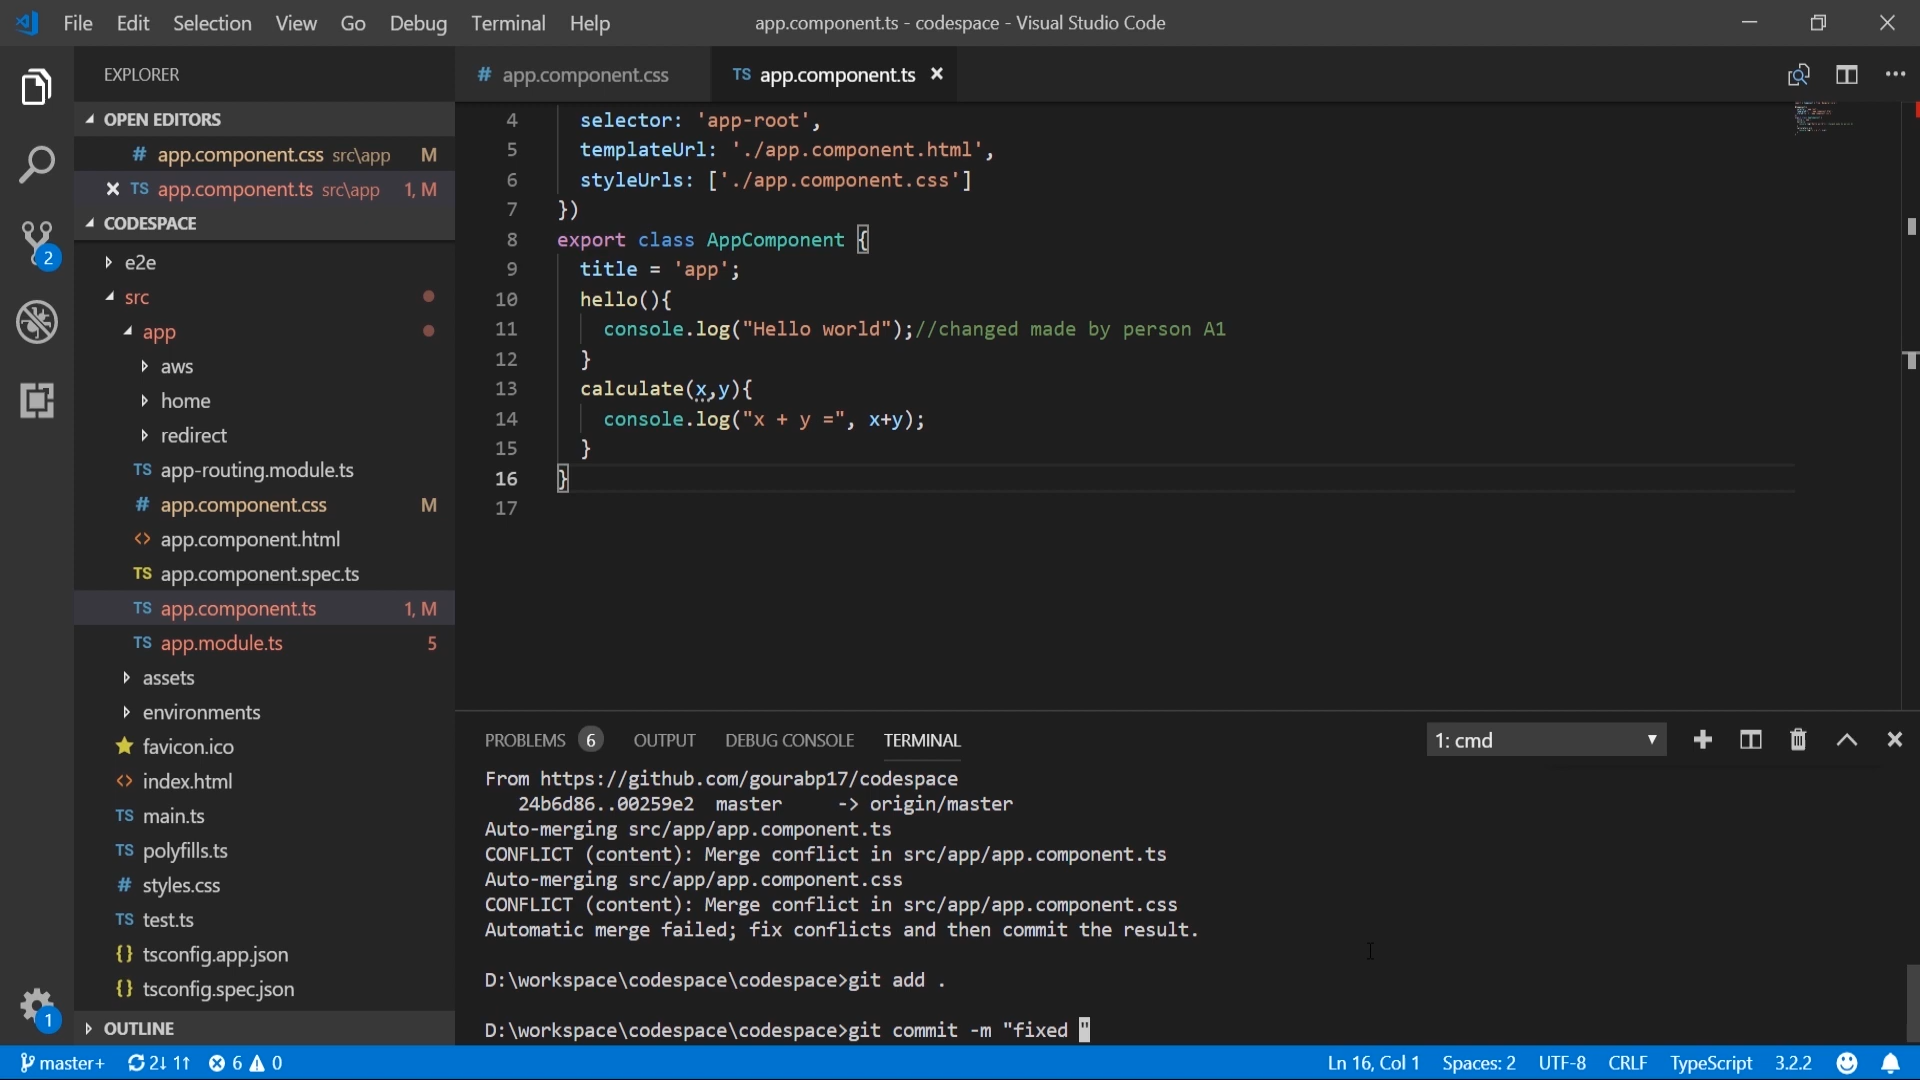 File Edit Selection View Go Debug Terminal Help
app.component.ts - codespace - Visual Studio Code
EXPLORER
OPEN EDITORS
# app.component.css src\app M
TS app.component.ts src\app 1, M
CODESPACE
e2e
src
app
aws
home
redirect
TS app-routing.module.ts
# app.component.css M
<> app.component.html
TS app.component.spec.ts
TS app.component.ts 1, M
TS app.module.ts 5
assets
environments
favicon.ico
<> index.html
TS main.ts
TS polyfills.ts
# styles.css
TS test.ts
{} tsconfig.app.json
{} tsconfig.spec.json
OUTLINE
2
1
# app.component.css
TS app.component.ts
4 selector: 'app-root',
5 templateUrl: './app.component.html',
6 styleUrls: ['./app.component.css']
7 })
8 export class AppComponent {
9 title = 'app';
10 hello(){
11 console.log("Hello world");//changed made by person A1
12 }
13 calculate(x,y){
14 console.log("x + y =", x+y);
15 }
16 }
17
PROBLEMS 6 OUTPUT DEBUG CONSOLE TERMINAL
1: cmd
From https://github.com/gourabp17/codespace
24b6d86..00259e2 master -> origin/master
Auto-merging src/app/app.component.ts
CONFLICT (content): Merge conflict in src/app/app.component.ts
Auto-merging src/app/app.component.css
CONFLICT (content): Merge conflict in src/app/app.component.css
Automatic merge failed; fix conflicts and then commit the result.
D:\workspace\codespace\codespace>git add .
D:\workspace\codespace\codespace>git commit -m "fixed "
master+ 2↓ 1↑ 6 0
Ln 16, Col 1 Spaces: 2 UTF-8 CRLF TypeScript 3.2.2